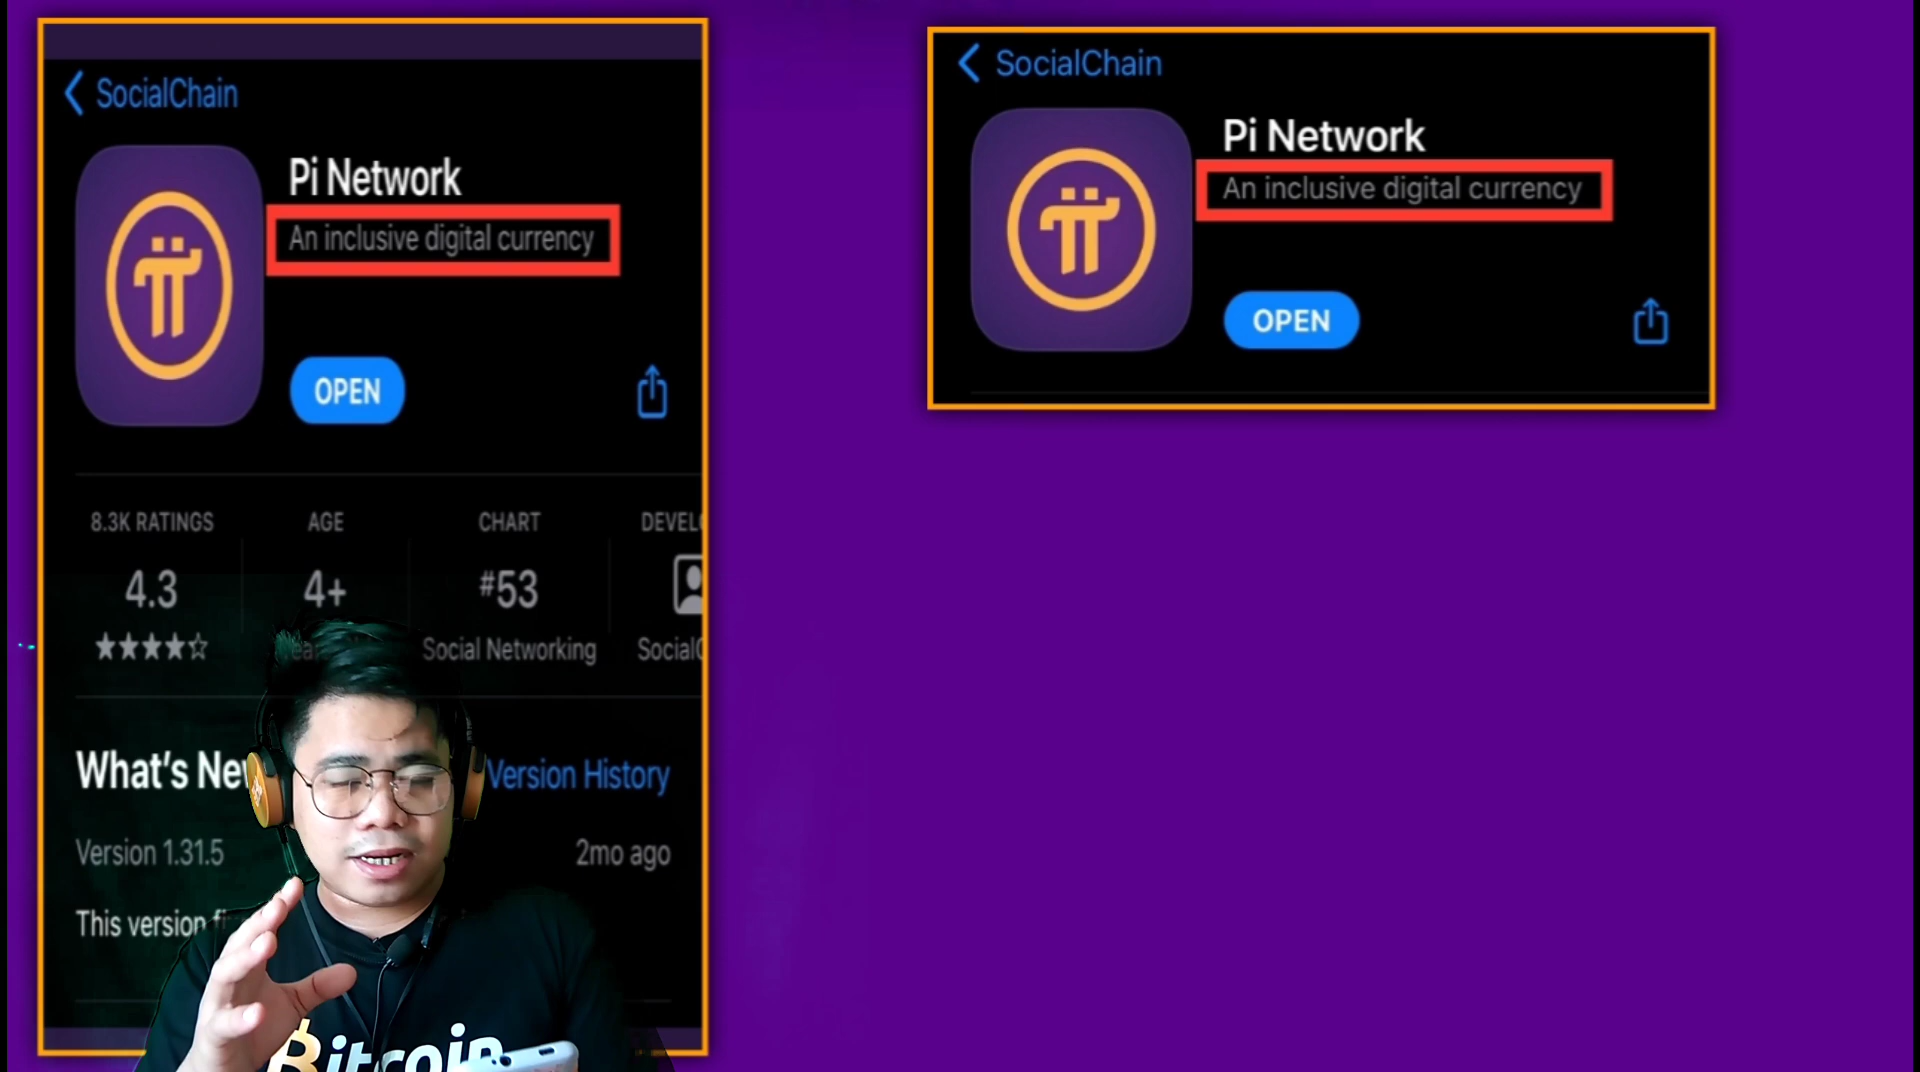 SocialChain
Pi Network
An inclusive digital currency
OPEN
8.3K RATINGS
AGE
CHART
4.3
4+
#53
Social Networking
What's
Version History
Version 1.31.5
2mo ago
This version
Bitcoin
SocialChain
Pi Network
An inclusive digital currency
OPEN